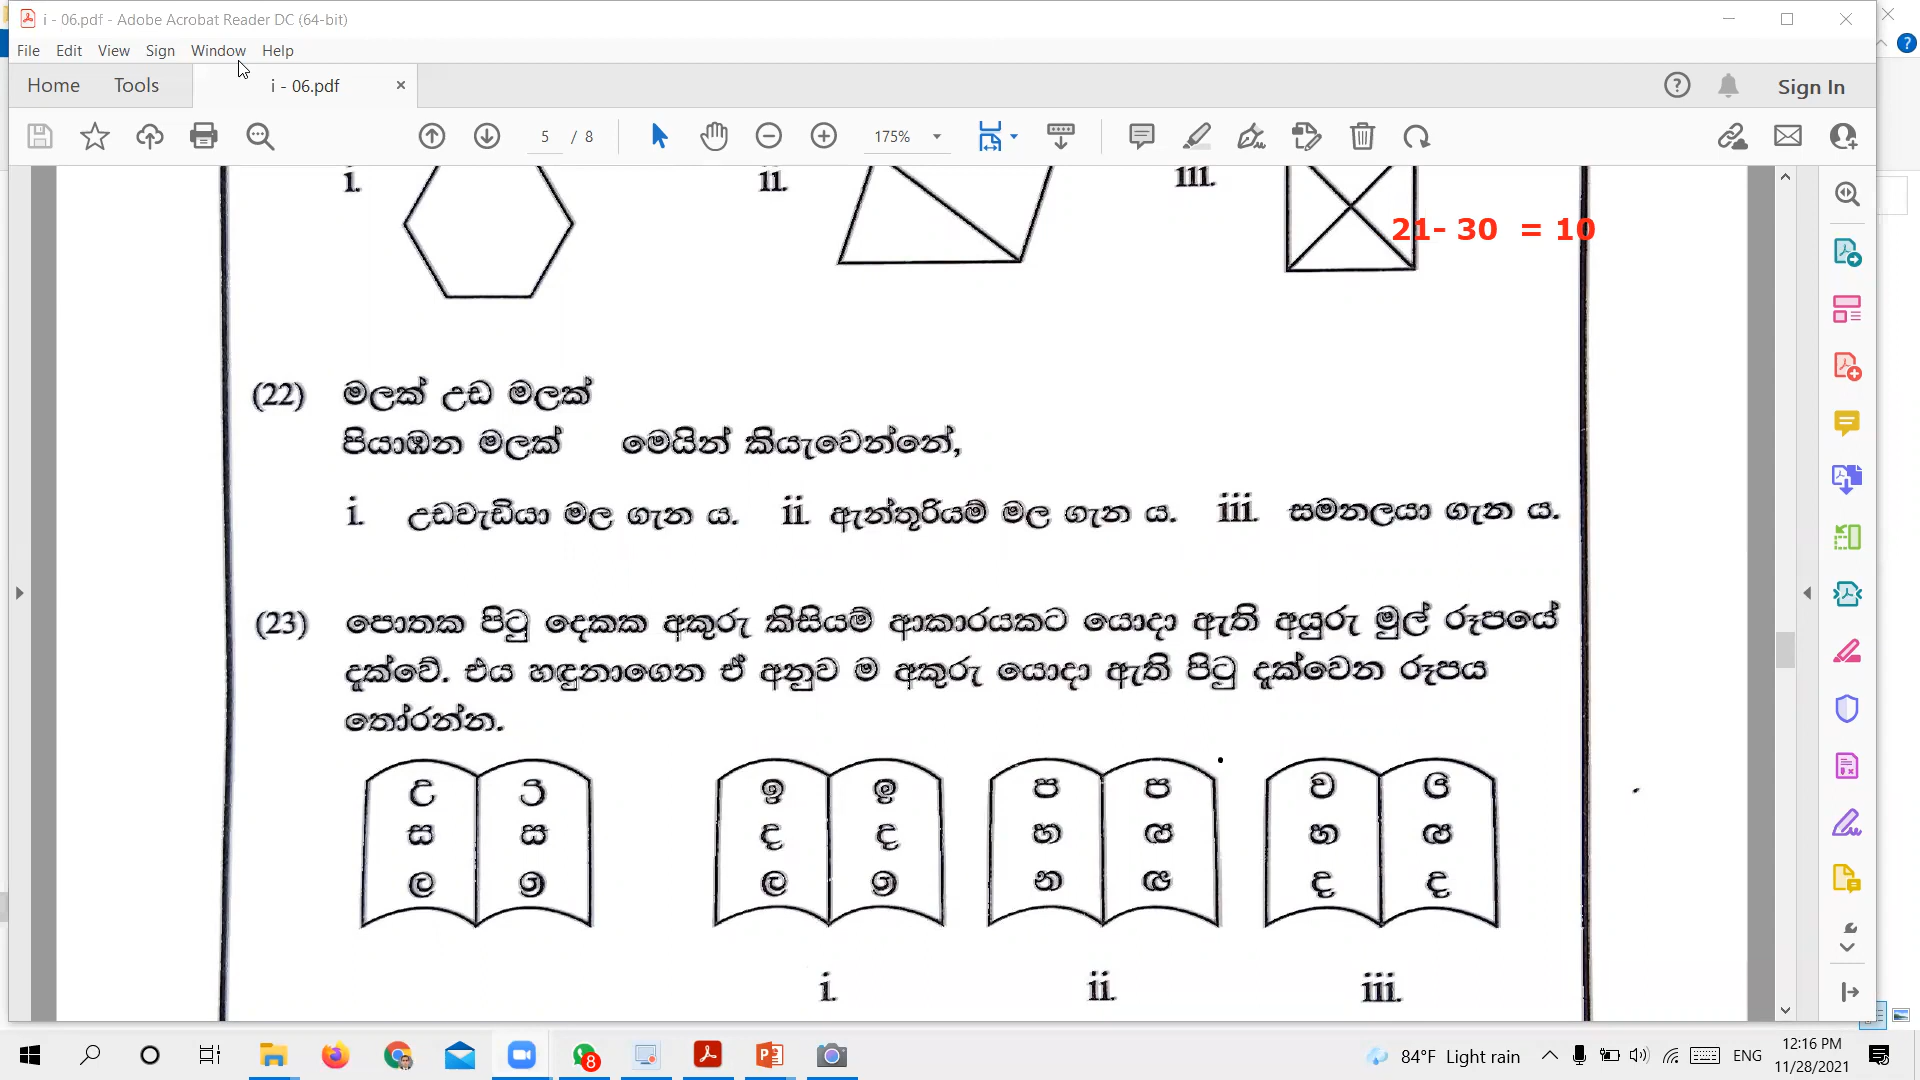 i - 06.pdf - Adobe Acrobat Reader DC (64-bit)
File Edit View Sign Window Help
Home Tools i - 06.pdf Sign In
5 / 8 175%
i. ii. iii.
21- 30 = 10
(22) මලක් උඩ මලක්
පියාඹන මලක් මෙයින් කියැවෙන්නේ,
i. උඩවැඩියා මල ගැන ය. ii. ඇන්තූරියම් මල ගැන ය. iii. සමනලයා ගැන ය.
(23) පොතක පිටු දෙකක අකුරු කිසියම් ආකාරයකට යොදා ඇති අයුරු මුල් රූපයේ
දැක්වේ. එය හඳුනාගෙන ඒ අනුව ම අකුරු යොදා ඇති පිටු දැක්වෙන රූපය
තෝරන්න.
උ ඉ ප ප ව
ස ස ද ද හ හ
ල ල න ද ද
i. ii. iii.
8
84°F Light rain ENG 12:16 PM
11/28/2021